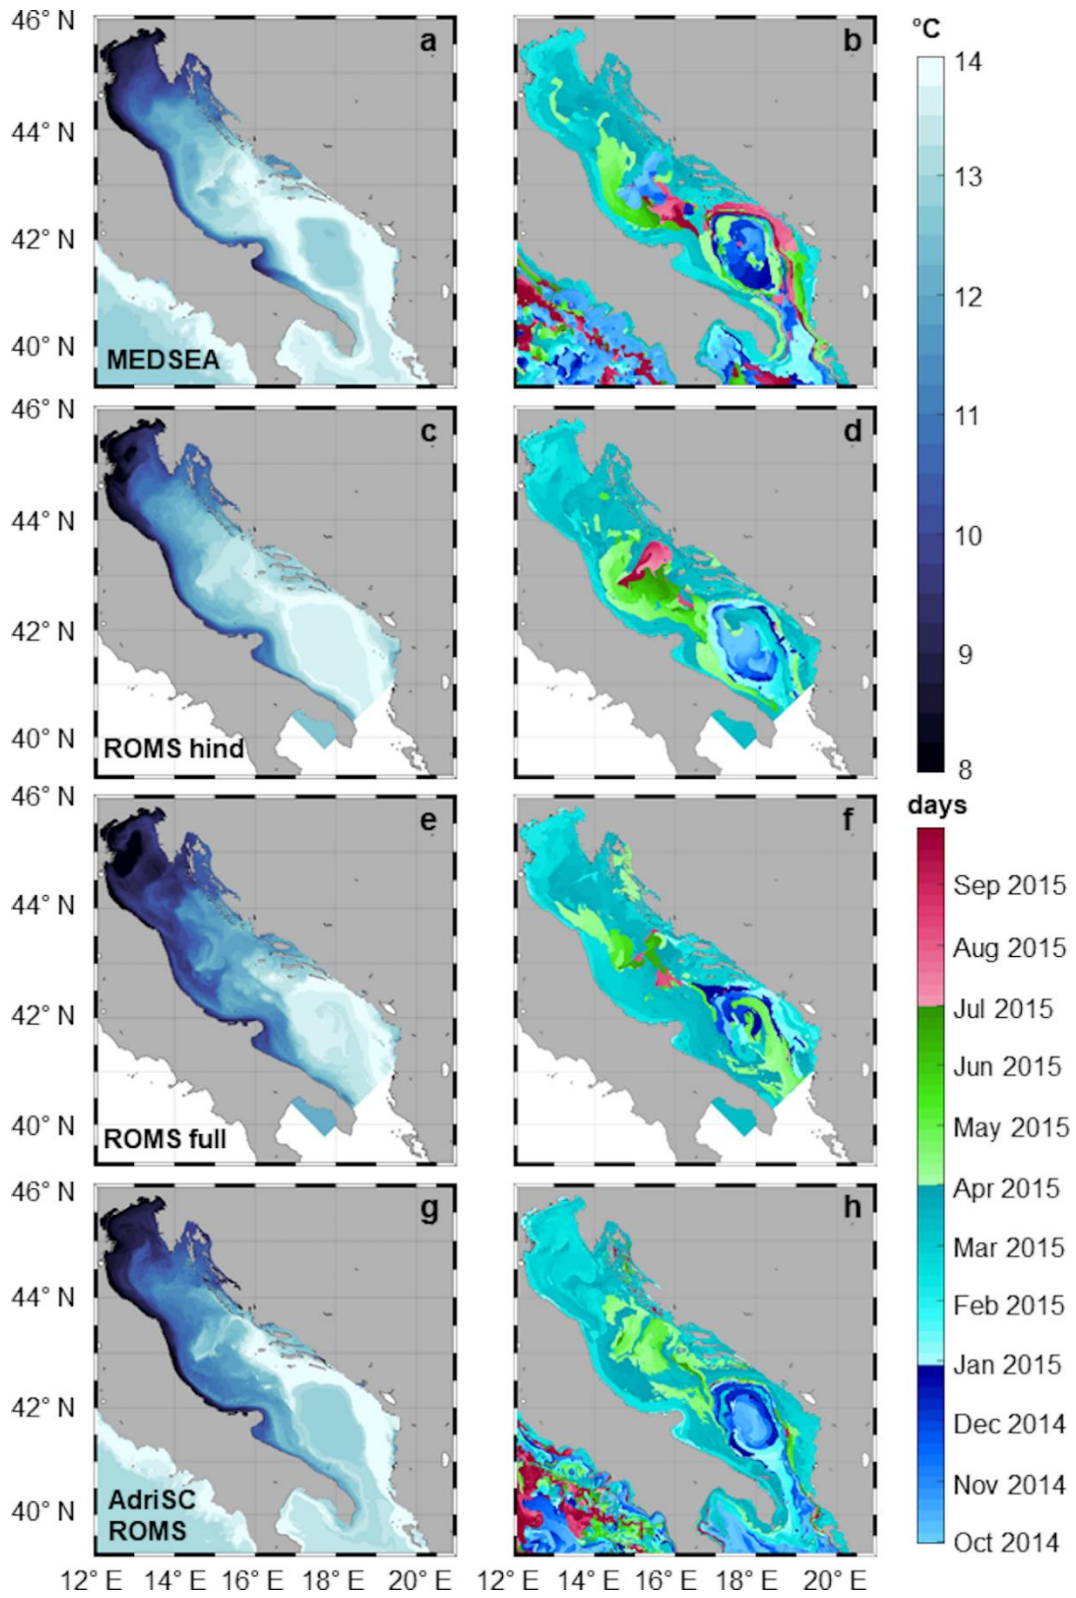 46° N
a
b
°C
14
44° N
13
42° N
12
40° N
MEDSEA
46° N
c
d
11
44° N
10
42° N
9
40° N
ROMS hind
8
46° N
e
f
days
44° N
Sep 2015
Aug 2015
42° N
Jul 2015
Jun 2015
40° N
ROMS full
May 2015
46° N
g
h
Apr 2015
Mar 2015
44° N
Feb 2015
Jan 2015
42° N
Dec 2014
Nov 2014
40° N
AdriSC
ROMS
Oct 2014
12° E 14° E 16° E 18° E 20° E 12° E 14° E 16° E 18° E 20° E